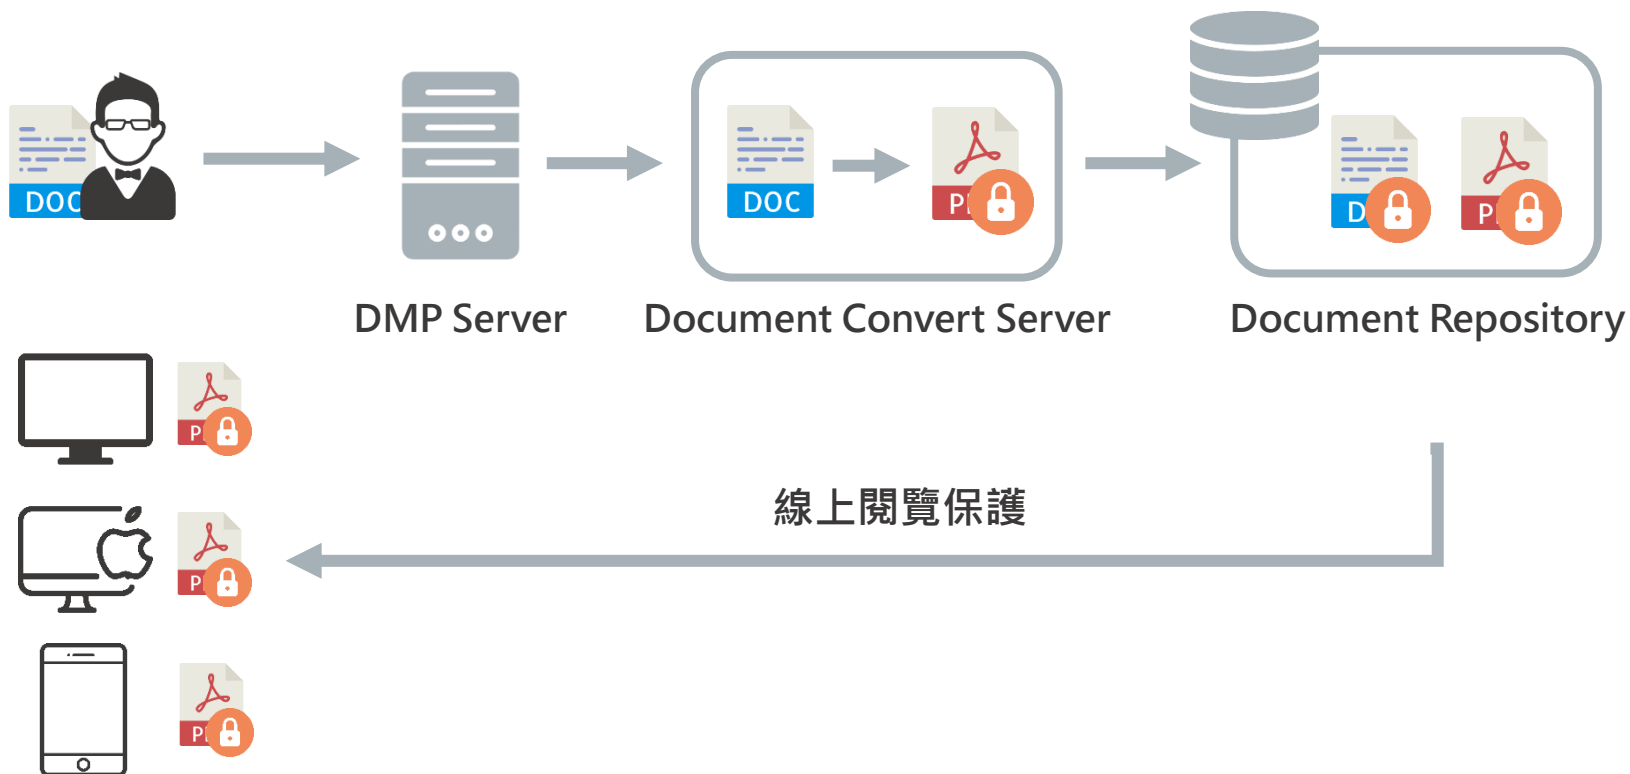 DOC
DOC
DMP Server
Document Convert Server
Document Repository
線上閱覽保護